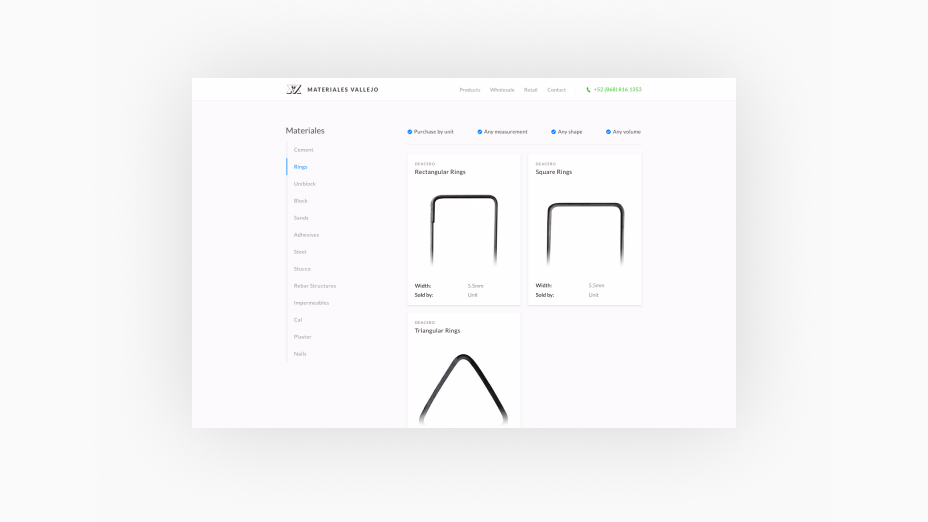 MATERIALES VALLEJO
Products Wholesale Retail Contact +52 (868) 816 1353
Materiales
Cement
Rings
Uniblock
Block
Sands
Adhesives
Steel
Stucco
Rebar Structures
Impermeables
Cal
Plaster
Nails
Purchase by unit Any measurement Any shape Any volume
DEACERO
Rectangular Rings
Width: 5.5mm
Sold by: Unit
DEACERO
Square Rings
Width: 5.5mm
Sold by: Unit
DEACERO
Triangular Rings